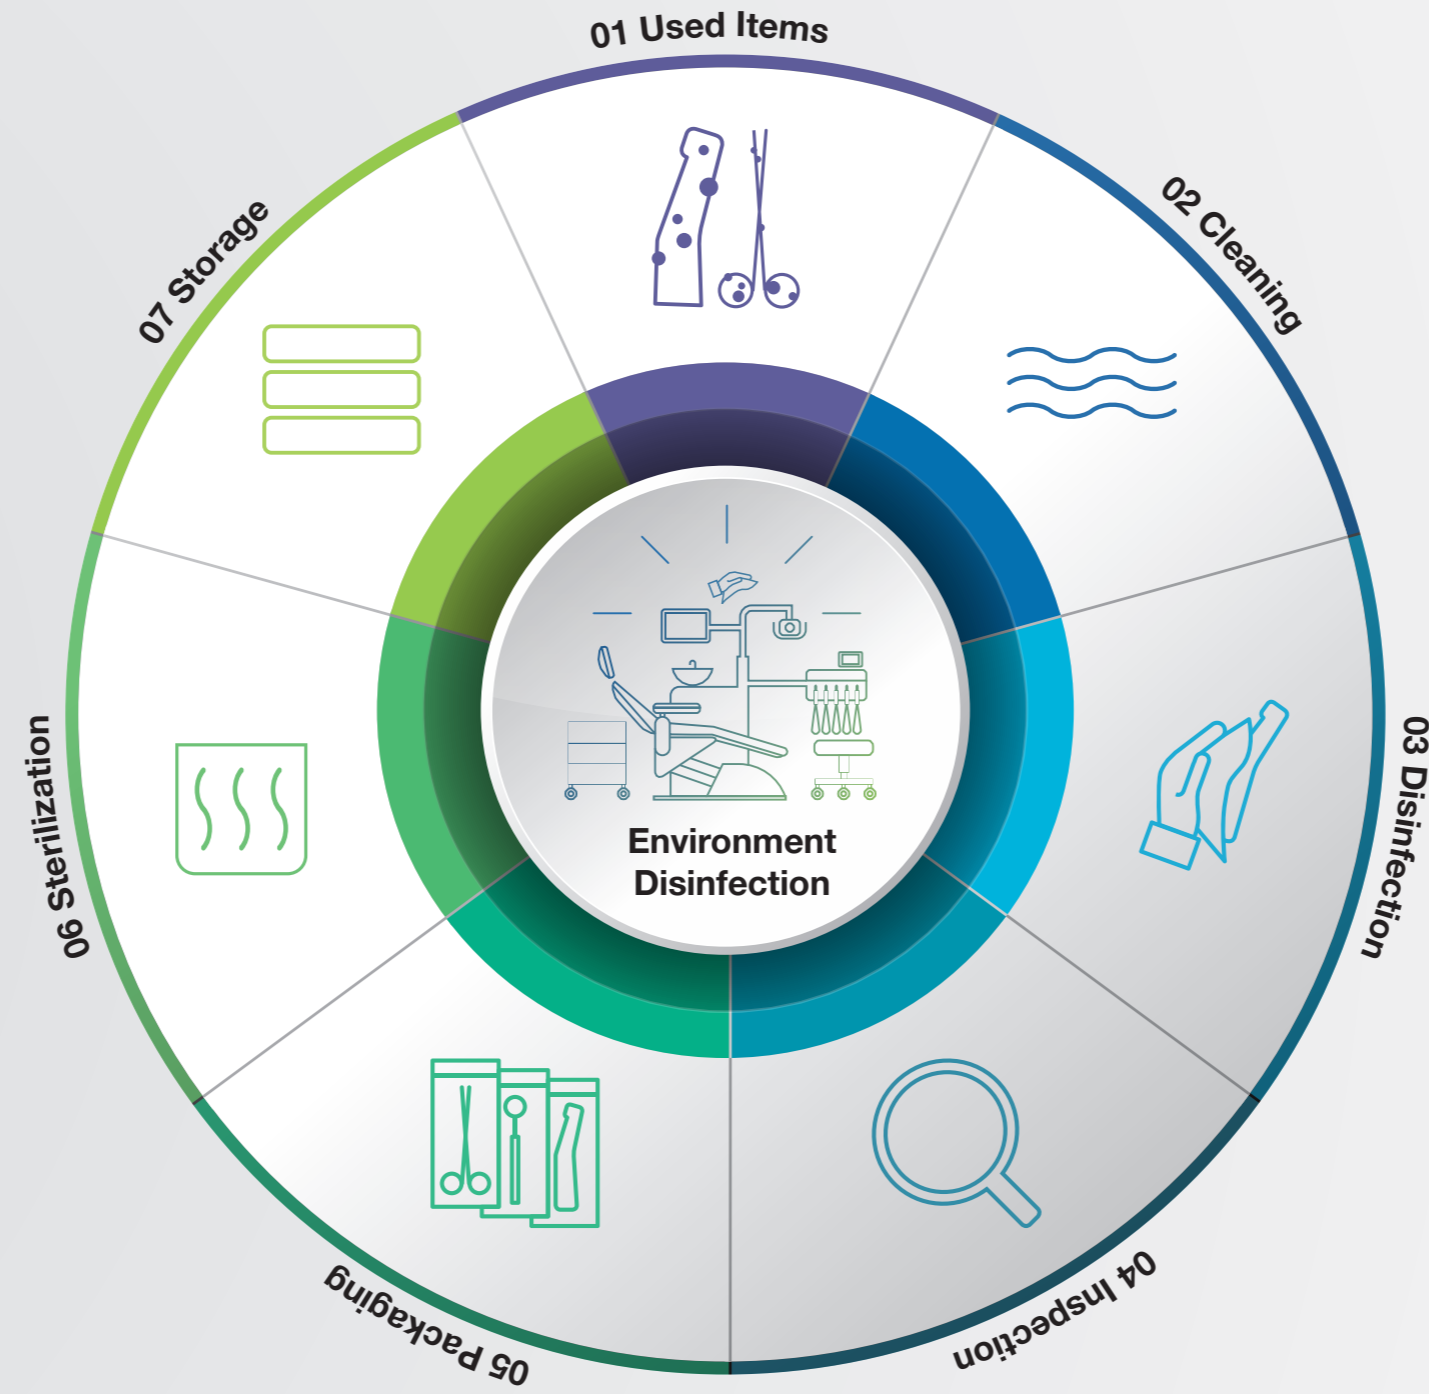 01 Used Items
02 Cleaning
03 Disinfection
04 Inspection
05 Packaging
06 Sterilization
07 Storage
Environment
Disinfection